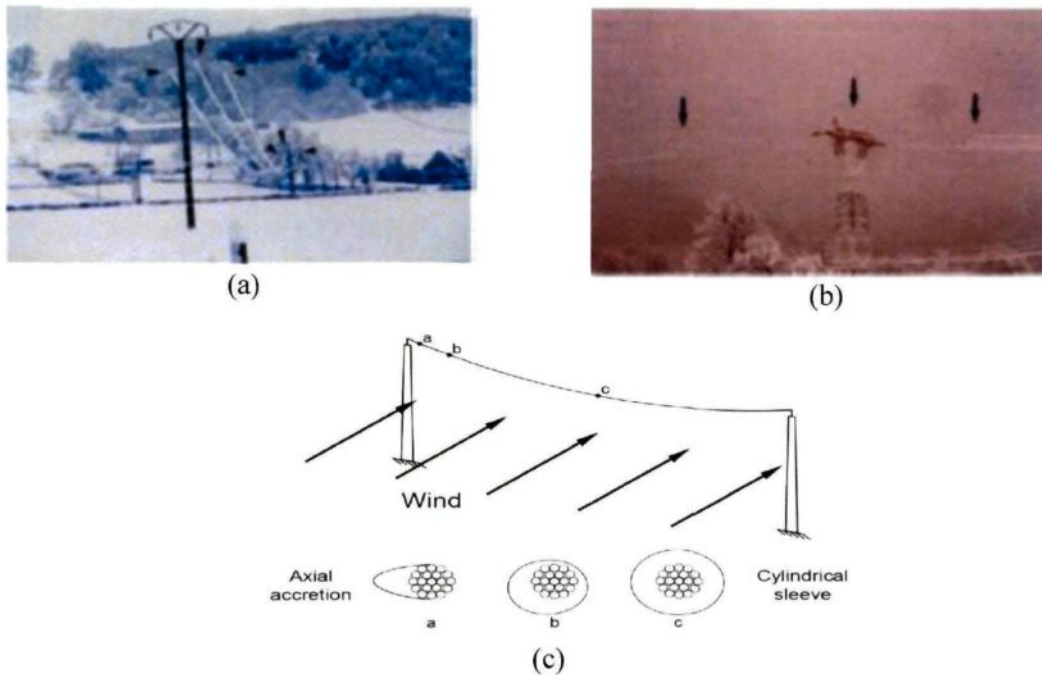 (a)
(b)
a
b
c
Wind
Axial
accretion
Cylindrical
sleeve
a
b
c
(c)